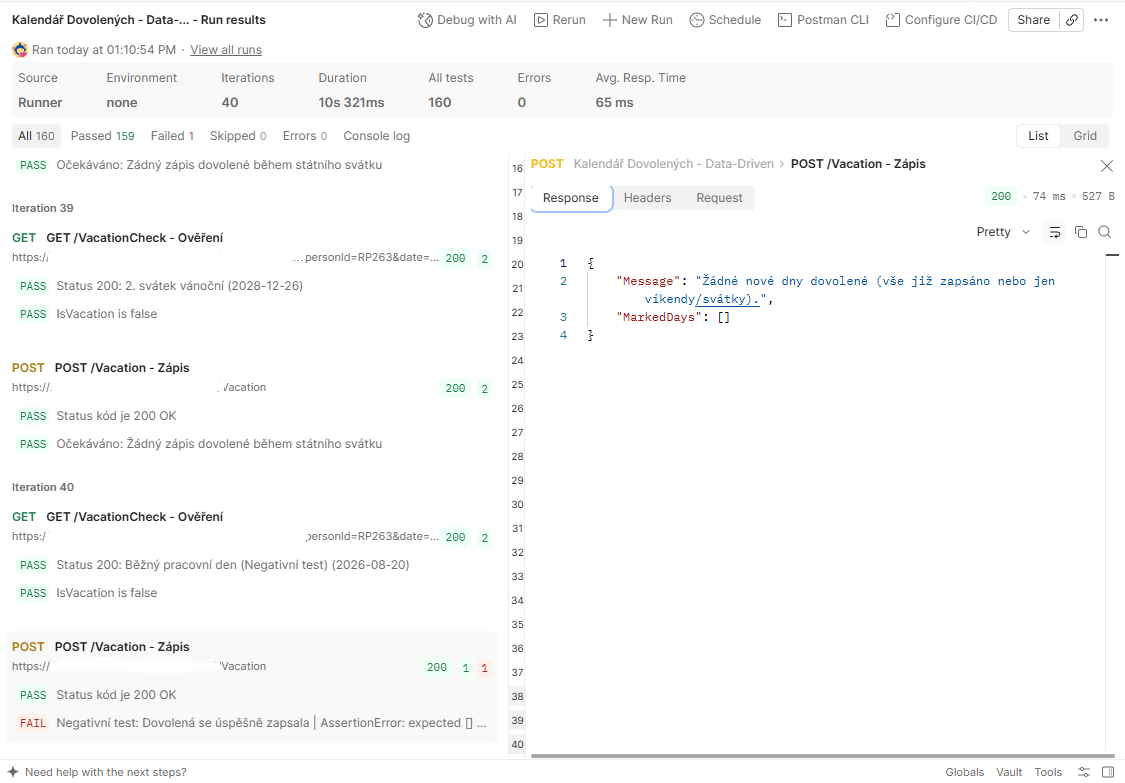 Kalendář Dovolených - Data-... - Run results
Debug with AI
Rerun
New Run
Schedule
Postman CLI
Configure CI/CD
Share
Ran today at 01:10:54 PM · View all runs
Source Environment Iterations Duration All tests Errors Avg. Resp. Time
Runner none 40 10s 321ms 160 0 65 ms
All 160 Passed 159 Failed 1 Skipped 0 Errors 0 Console log
List Grid
PASS Očekáváno: Žádný zápis dovolené během státního svátku
Iteration 39
GET GET /VacationCheck - Ověření
https:/ ....personId=RP263&date=... 200 2
PASS Status 200: 2. svátek vánoční (2028-12-26)
PASS IsVacation is false
POST POST /Vacation - Zápis
https://. /Vacation 200 2
PASS Status kód je 200 OK
PASS Očekáváno: Žádný zápis dovolené během státního svátku
Iteration 40
GET GET /VacationCheck - Ověření
https:/ personId=RP263&date=... 200 2
PASS Status 200: Běžný pracovní den (Negativní test) (2026-08-20)
PASS IsVacation is false
POST POST /Vacation - Zápis
https:// /Vacation 200 1 1
PASS Status kód je 200 OK
FAIL Negativní test: Dovolená se úspěšně zapsala | AssertionError: expected [] ...
16
17
18
19
20
21
22
23
24
25
26
27
28
29
30
31
32
33
34
35
36
37
38
39
40
POST Kalendář Dovolených - Data-Driven > POST /Vacation - Zápis
Response Headers Request
200 • 74 ms • 527 B
Pretty
1 {
2 "Message": "Žádné nové dny dovolené (vše již zapsáno nebo jen
víkendy/svátky).",
3 "MarkedDays": []
4 }
Need help with the next steps?
Globals Vault Tools